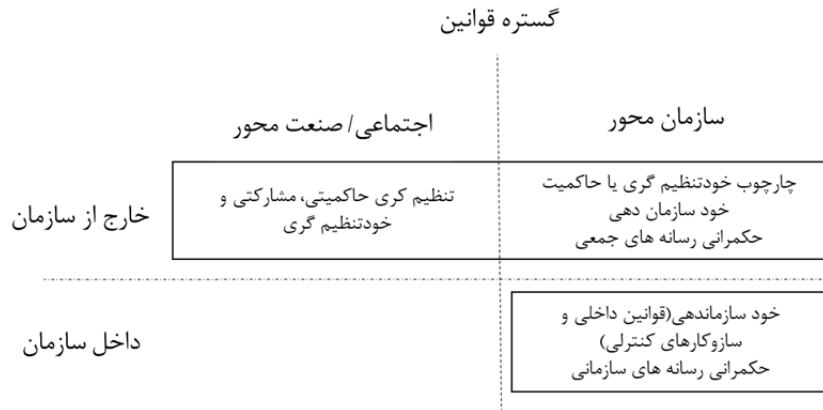 گستره قوانین
سازمان محور
اجتماعی/ صنعت محور
خارج از سازمان
چارچوب خودتنظیم گری یا حاکمیت
خود سازمان دهی
حکمرانی رسانه های جمعی
تنظیم کری حاکمیتی، مشارکتی و
خودتنظیم گری
داخل سازمان
خود سازماندهی(قوانین داخلی و
سازوکارهای کنترلی)
حکمرانی رسانه های سازمانی